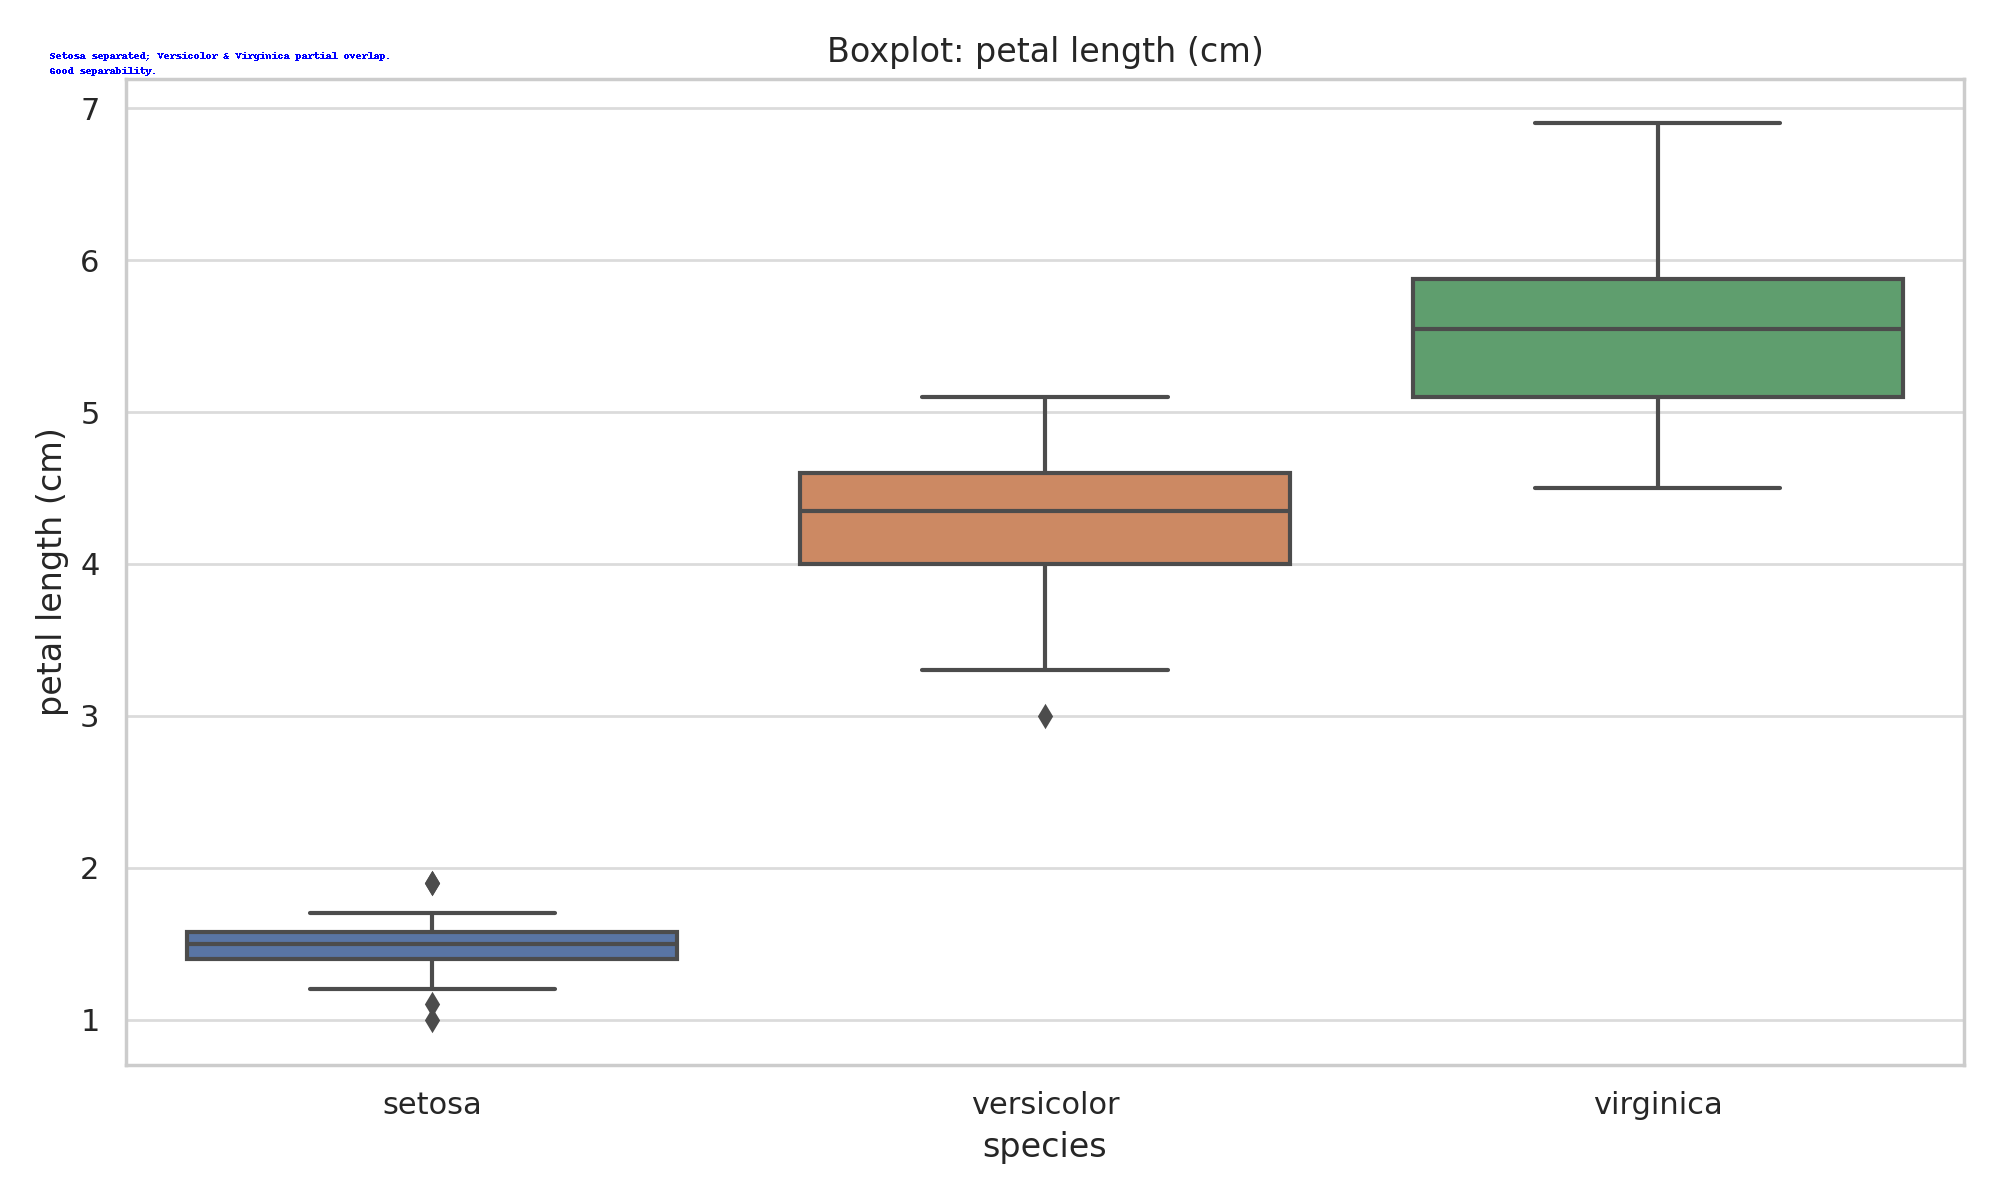 Boxplot: petal length (cm)
Setosa separated; Versicolor & Virginica partial overlap.
Good separability.
petal length (cm)
7
6
5
4
3
2
1
setosa
versicolor
virginica
species